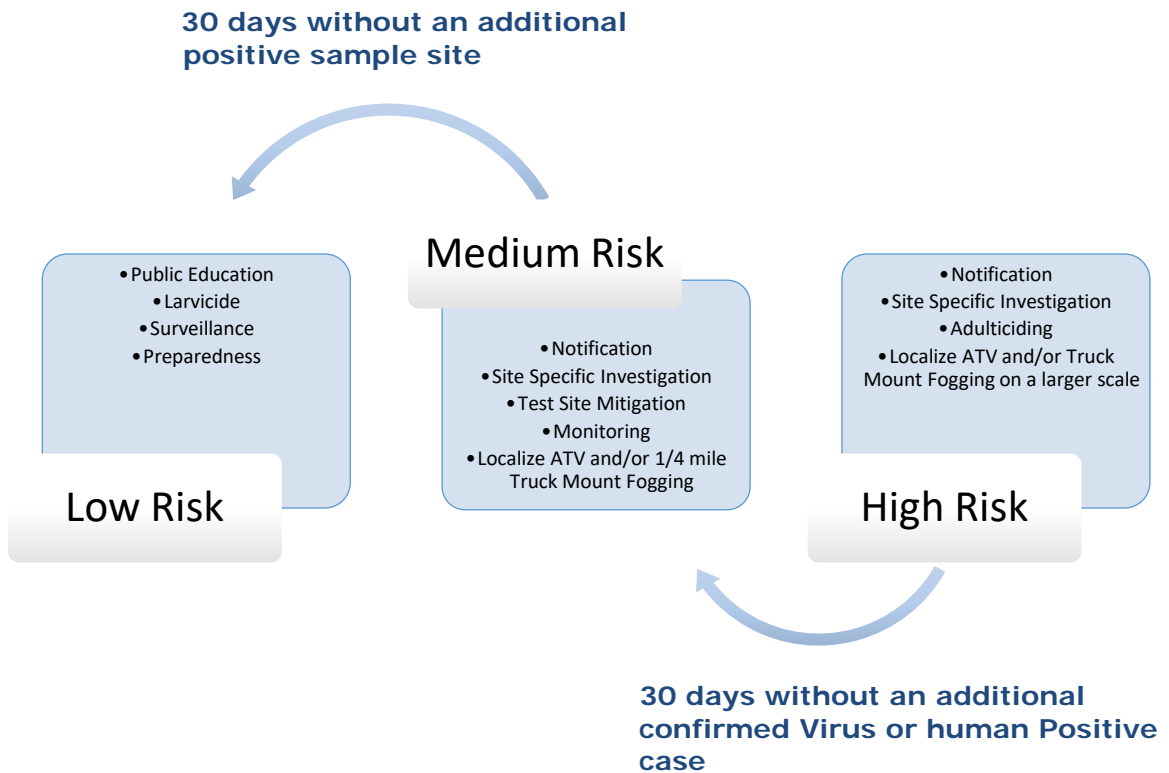 30 days without an additional
positive sample site
•Public Education
•Larvicide
•Surveillance
•Preparedness
Low Risk
Medium Risk
•Notification
•Site Specific Investigation
•Test Site Mitigation
•Monitoring
•Localize ATV and/or 1/4 mile
Truck Mount Fogging
•Notification
•Site Specific Investigation
•Adulticiding
•Localize ATV and/or Truck
Mount Fogging on a larger scale
High Risk
30 days without an additional
confirmed Virus or human Positive
case